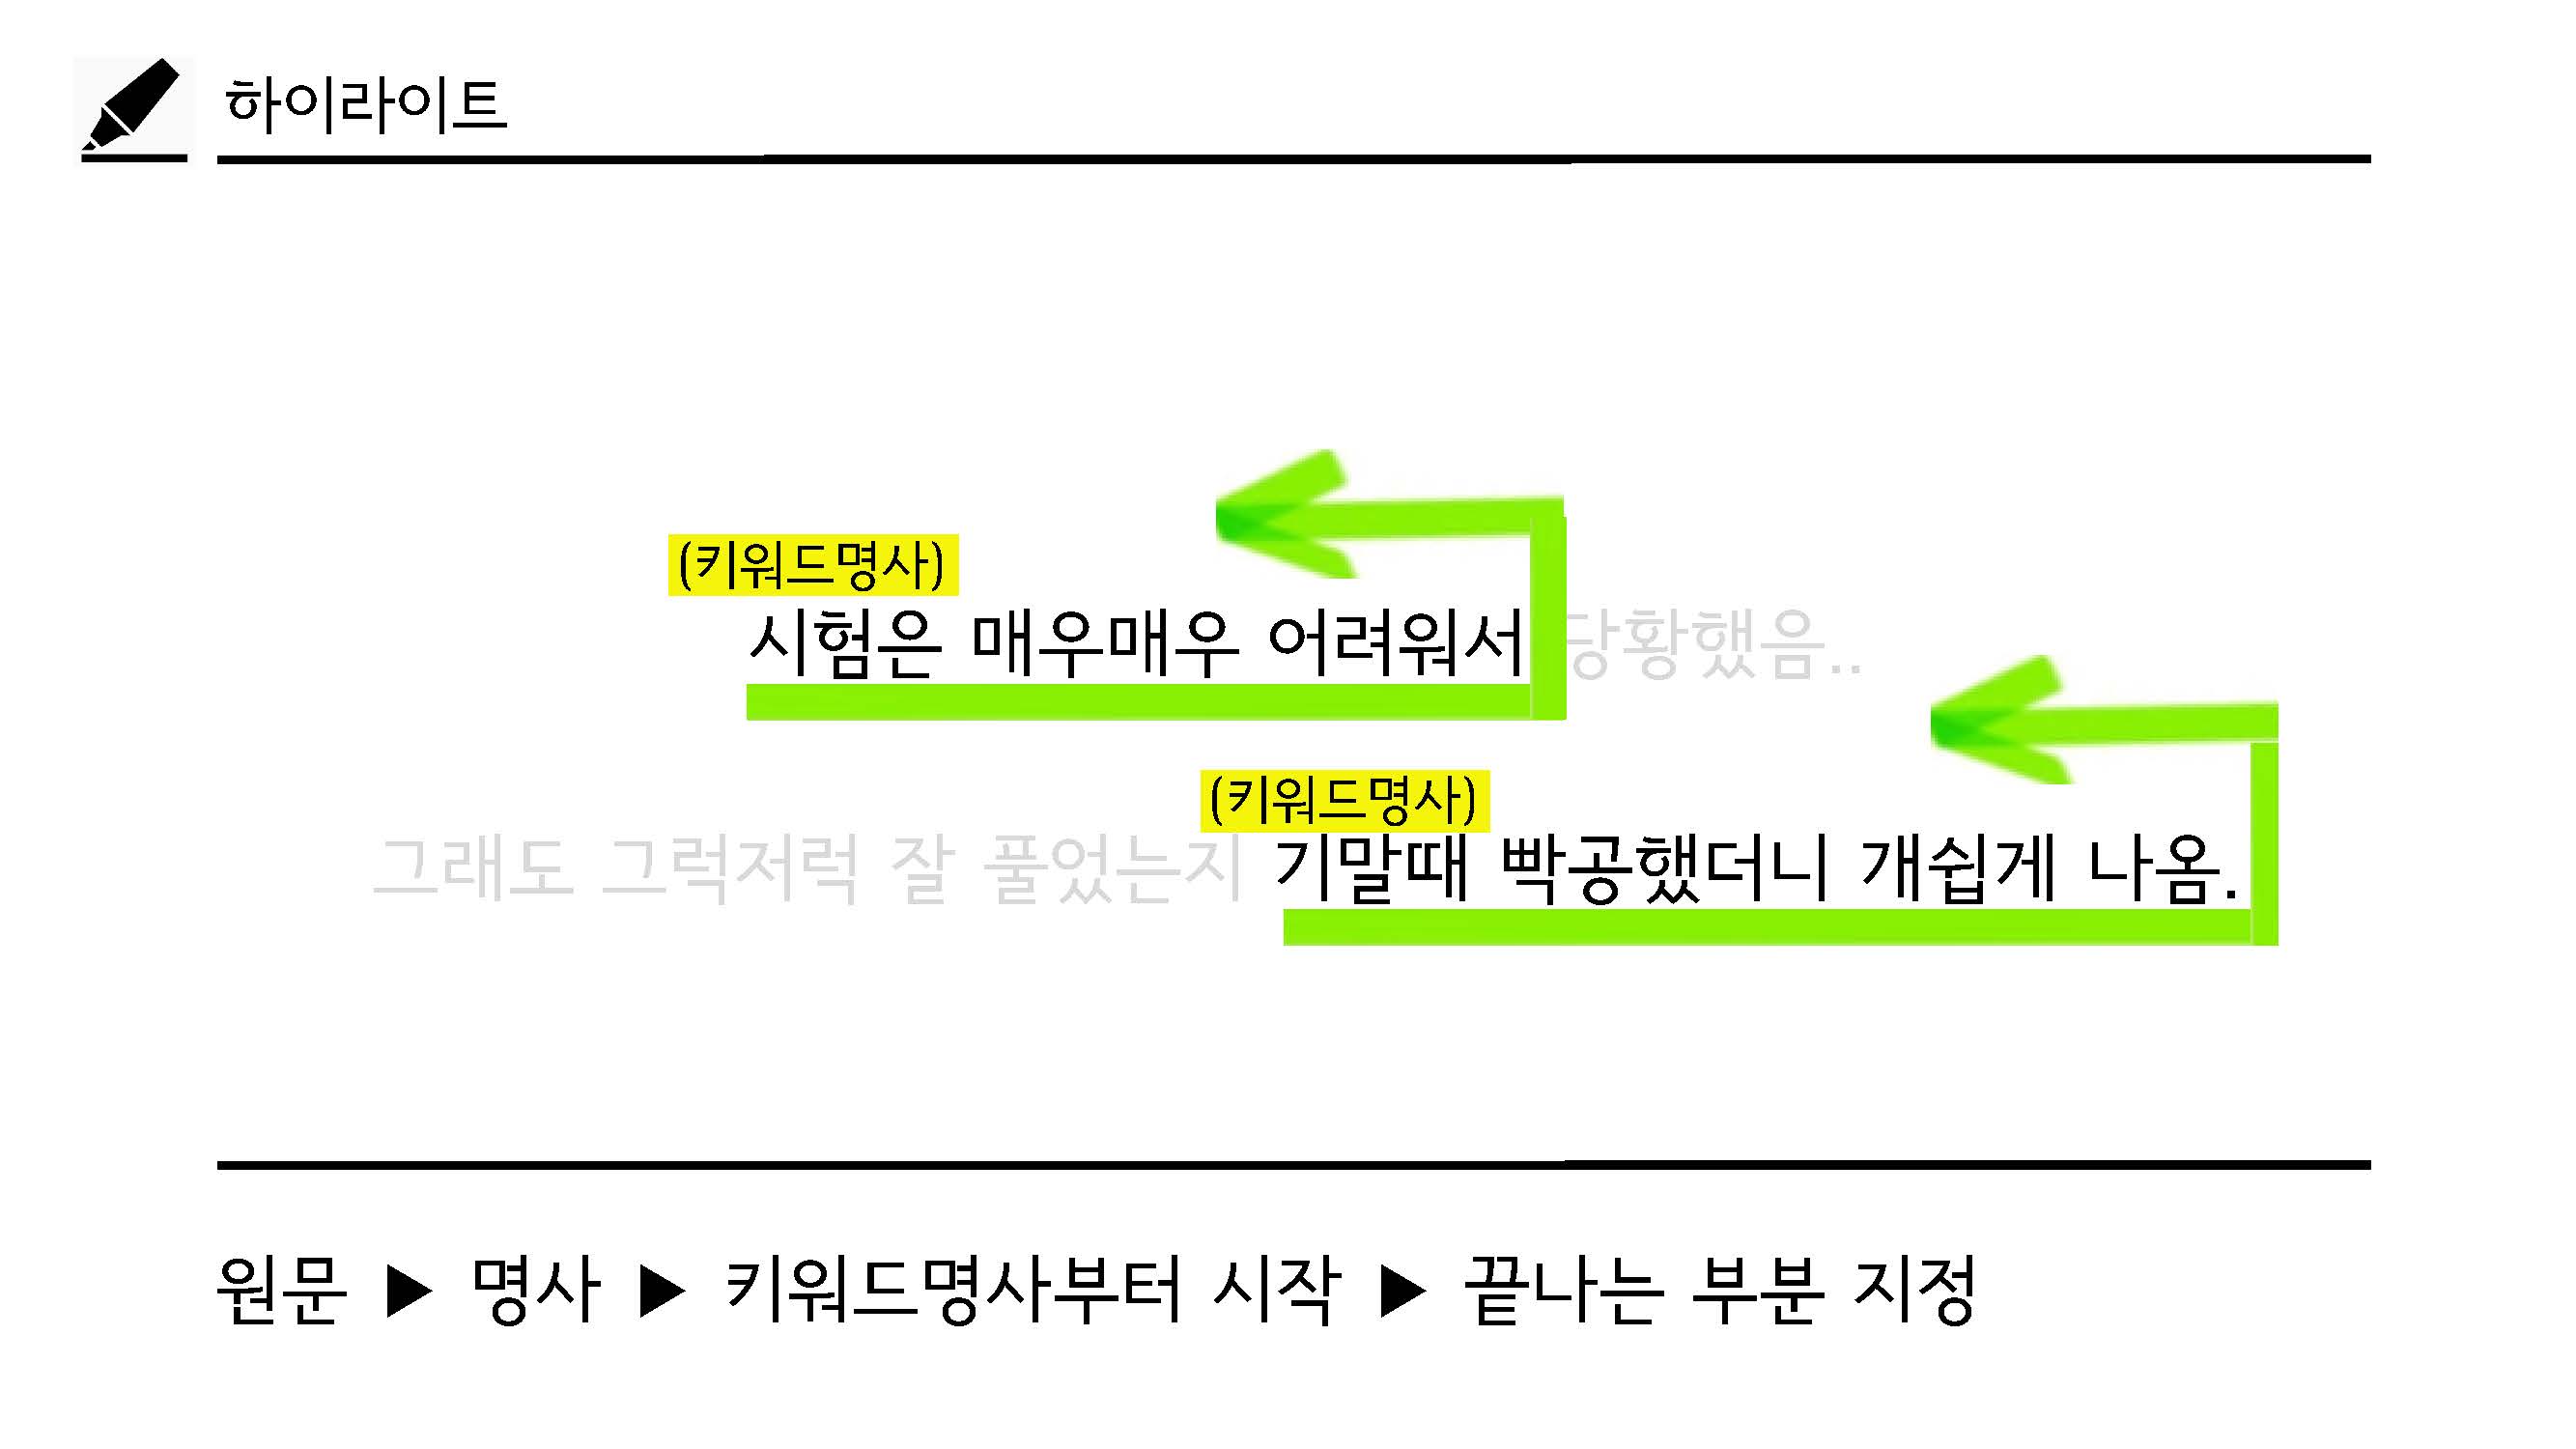 하이라이트
(키워드명사)
시험은 매우매우 어려워서 당황했음..
(키워드명사)
그래도 그럭저럭 잘 풀었는지 기말때 빡공했더니 개쉽게 나옴.
원문 ▶ 명사 ▶ 키워드명사부터 시작 ▶ 끝나는 부분 지정